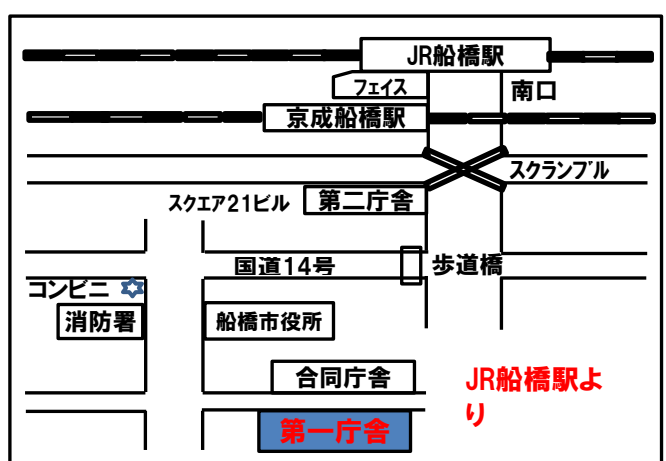 JR船橋駅
フェイス
南口
京成船橋駅
スクランブル
スクエア21ビル
第二庁舎
国道14号
歩道橋
コンビニ
消防署
船橋市役所
合同庁舎
JR船橋駅よ
り
第一庁舎